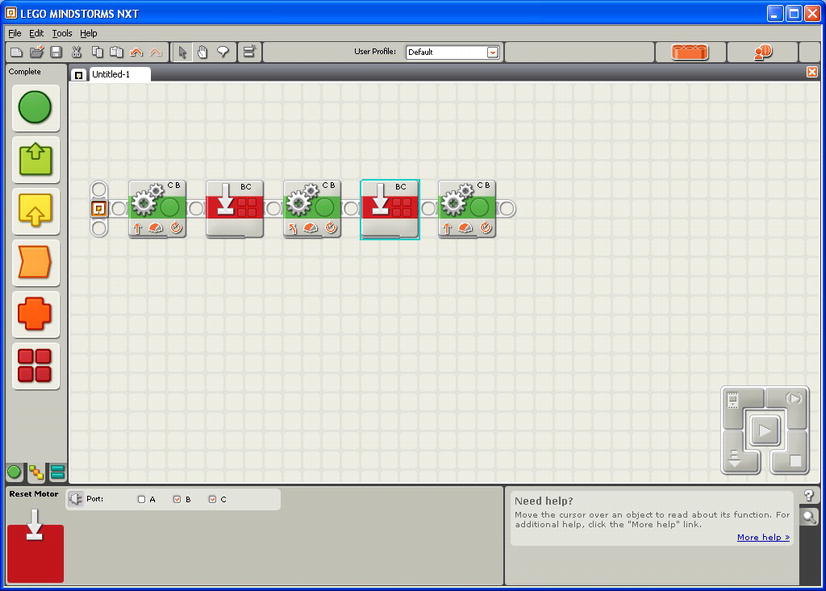 LEGO MINDSTORMS NXT
File Edit Tools Help
User Profile: Default
Complete
Untitled-1
C B
BC
C B
BC
C B
Reset Motor
Port: A B C
Need help?
Move the cursor over an object to read about its function. For
additional help, click the "More help" link.
More help »